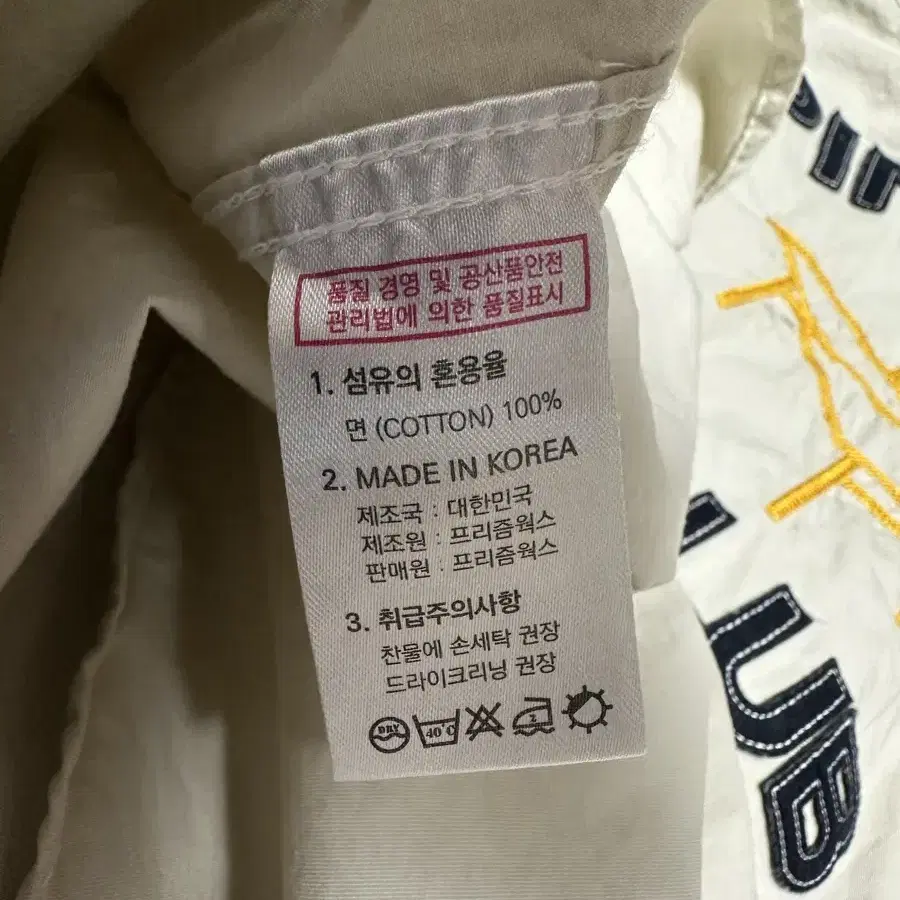 품질 경영 및 공산품안전
관리법에 의한 품질표시
1. 섬유의 혼용율
면 (COTTON) 100%
2. MADE IN KOREA
제조국 : 대한민국
제조원 : 프리즘웍스
판매원 : 프리즘웍스
3. 취급주의사항
찬물에 손세탁 권장
드라이크리닝 권장
DRY 40°C 2
UB